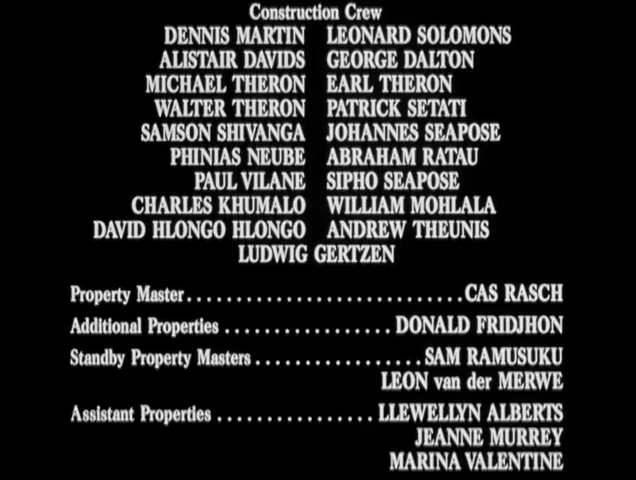 Construction Crew
DENNIS MARTIN LEONARD SOLOMONS
ALISTAIR DAVIDS GEORGE DALTON
MICHAEL THERON EARL THERON
WALTER THERON PATRICK SETATI
SAMSON SHIVANGA JOHANNES SEAPOSE
PHINIAS NEUBE ABRAHAM RATAU
PAUL VILANE SIPHO SEAPOSE
CHARLES KHUMALO WILLIAM MOHLALA
DAVID HLONGO HLONGO ANDREW THEUNIS
LUDWIG GERTZEN
Property Master............................CAS RASCH
Additional Properties .................DONALD FRIDJHON
Standby Property Masters.................SAM RAMUSUKU
LEON van der MERWE
Assistant Properties ................LLEWELLYN ALBERTS
JEANNE MURREY
MARINA VALENTINE